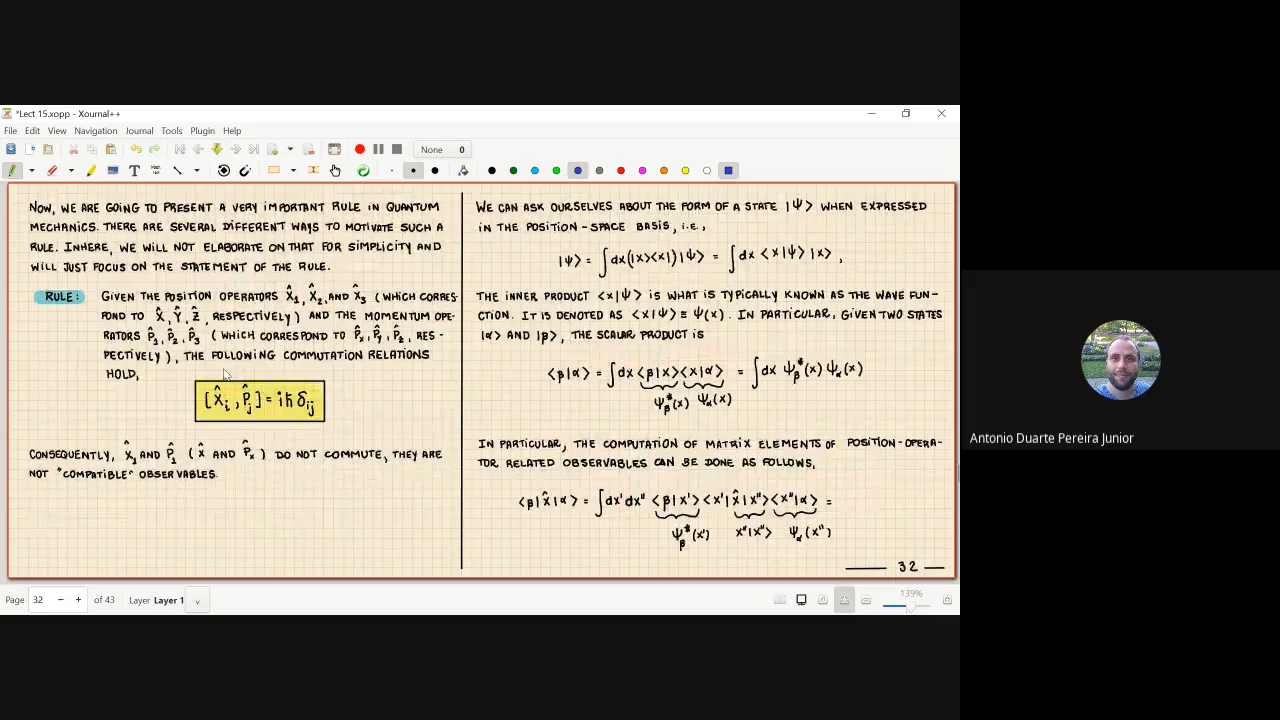 *Lect 15.xopp - Xournal++
File Edit View Navigation Journal Tools Plugin Help
None 0
NOW, WE ARE GOING TO PRESENT A VERY IMPORTANT RULE IN QUANTUM
MECHANICS. THERE ARE SEVERAL DIFFERENT WAYS TO MOTIVATE SUCH A
RULE. INHERE, WE WILL NOT ELABORATE ON THAT FOR SIMPLICITY AND
WILL JUST FOCUS ON THE STATEMENT OF THE RULE.
RULE: GIVEN THE POSITION OPERATORS X̂₁, X̂₂, AND X̂₃ (WHICH CORRES-
POND TO X̂, Ŷ, Ẑ, RESPECTIVELY) AND THE MOMENTUM OPE-
RATORS P̂₁, P̂₂, P̂₃ (WHICH CORRESPOND TO P̂x, P̂y, P̂z, RES-
PECTIVELY), THE FOLLOWING COMMUTATION RELATIONS
HOLD,
[X̂ᵢ, P̂ⱼ] = iħ δᵢⱼ
CONSEQUENTLY, X̂₁ AND P̂₁ (X̂ AND P̂x) DO NOT COMMUTE, THEY ARE
NOT "COMPATIBLE" OBSERVABLES.
WE CAN ASK OURSELVES ABOUT THE FORM OF A STATE |Ψ> WHEN EXPRESSED
IN THE POSITION-SPACE BASIS, i.e.,
|Ψ> = ∫dx(|x><x|)|Ψ> = ∫dx <x|Ψ> |x>,
THE INNER PRODUCT <x|Ψ> IS WHAT IS TYPICALLY KNOWN AS THE WAVE FUN-
CTION. IT IS DENOTED AS <x|Ψ> ≡ Ψ(x). IN PARTICULAR, GIVEN TWO STATES
|α> AND |β>, THE SCALAR PRODUCT IS
<β|α> = ∫dx <β|x><x|α> = ∫dx Ψβ*(x) Ψα(x)
Ψβ*(x) Ψα(x)
IN PARTICULAR, THE COMPUTATION OF MATRIX ELEMENTS OF POSITION-OPERA-
TOR RELATED OBSERVABLES CAN BE DONE AS FOLLOWS,
<β|X̂|α> = ∫dx'dx" <β|x'><x'|X̂|x"><x"|α> =
Ψβ*(x') x"|x"> Ψα(x")
32
Page 32 of 43 Layer Layer 1 139%
Antonio Duarte Pereira Junior